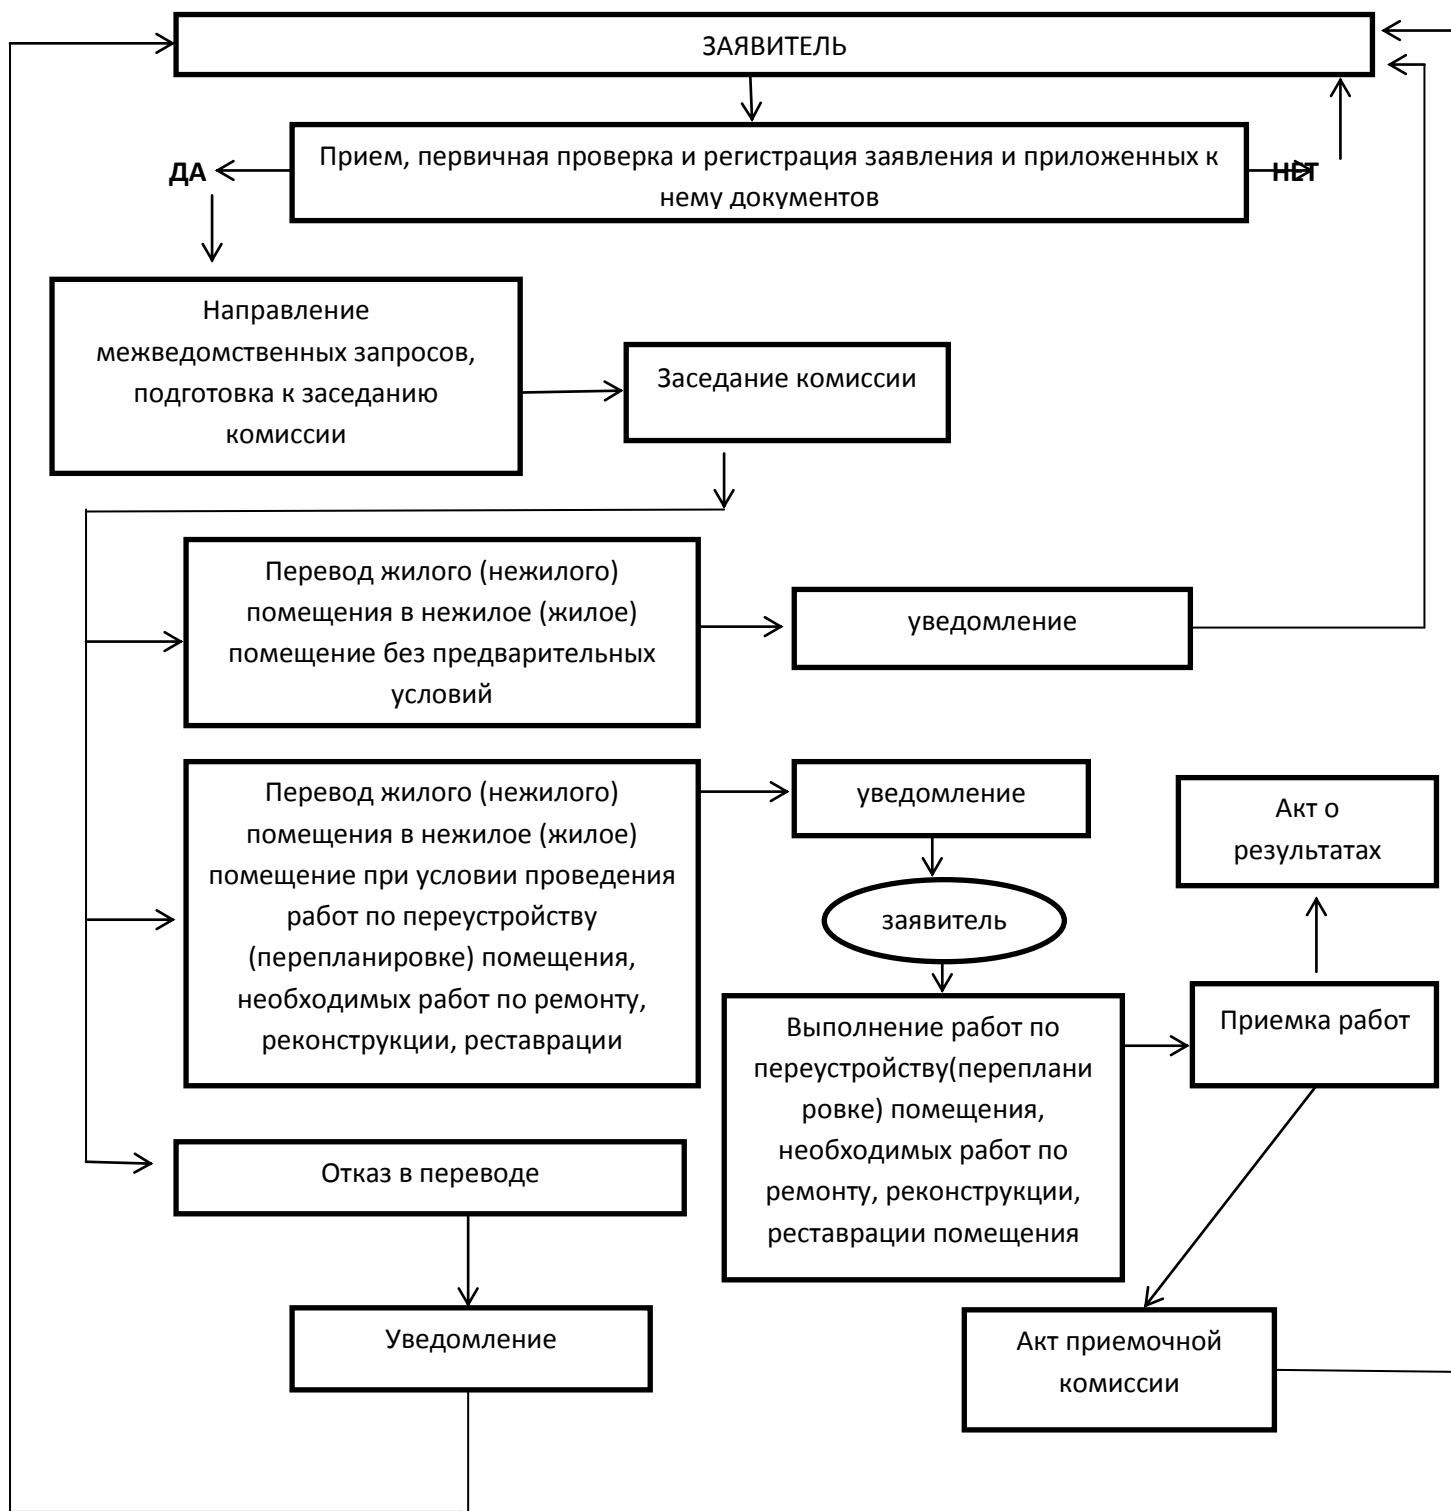 ЗАЯВИТЕЛЬ
Прием, первичная проверка и регистрация заявления и приложенных к
нему документов
ДА
НЕТ
Направление
межведомственных запросов,
подготовка к заседанию
комиссии
Заседание комиссии
Перевод жилого (нежилого)
помещения в нежилое (жилое)
помещение без предварительных
условий
уведомление
Перевод жилого (нежилого)
помещения в нежилое (жилое)
помещение при условии проведения
работ по переустройству
(перепланировке) помещения,
необходимых работ по ремонту,
реконструкции, реставрации
уведомление
заявитель
Выполнение работ по
переустройству(переплани
ровке) помещения,
необходимых работ по
ремонту, реконструкции,
реставрации помещения
Акт о
результатах
Приемка работ
Отказ в переводе
Уведомление
Акт приемочной
комиссии